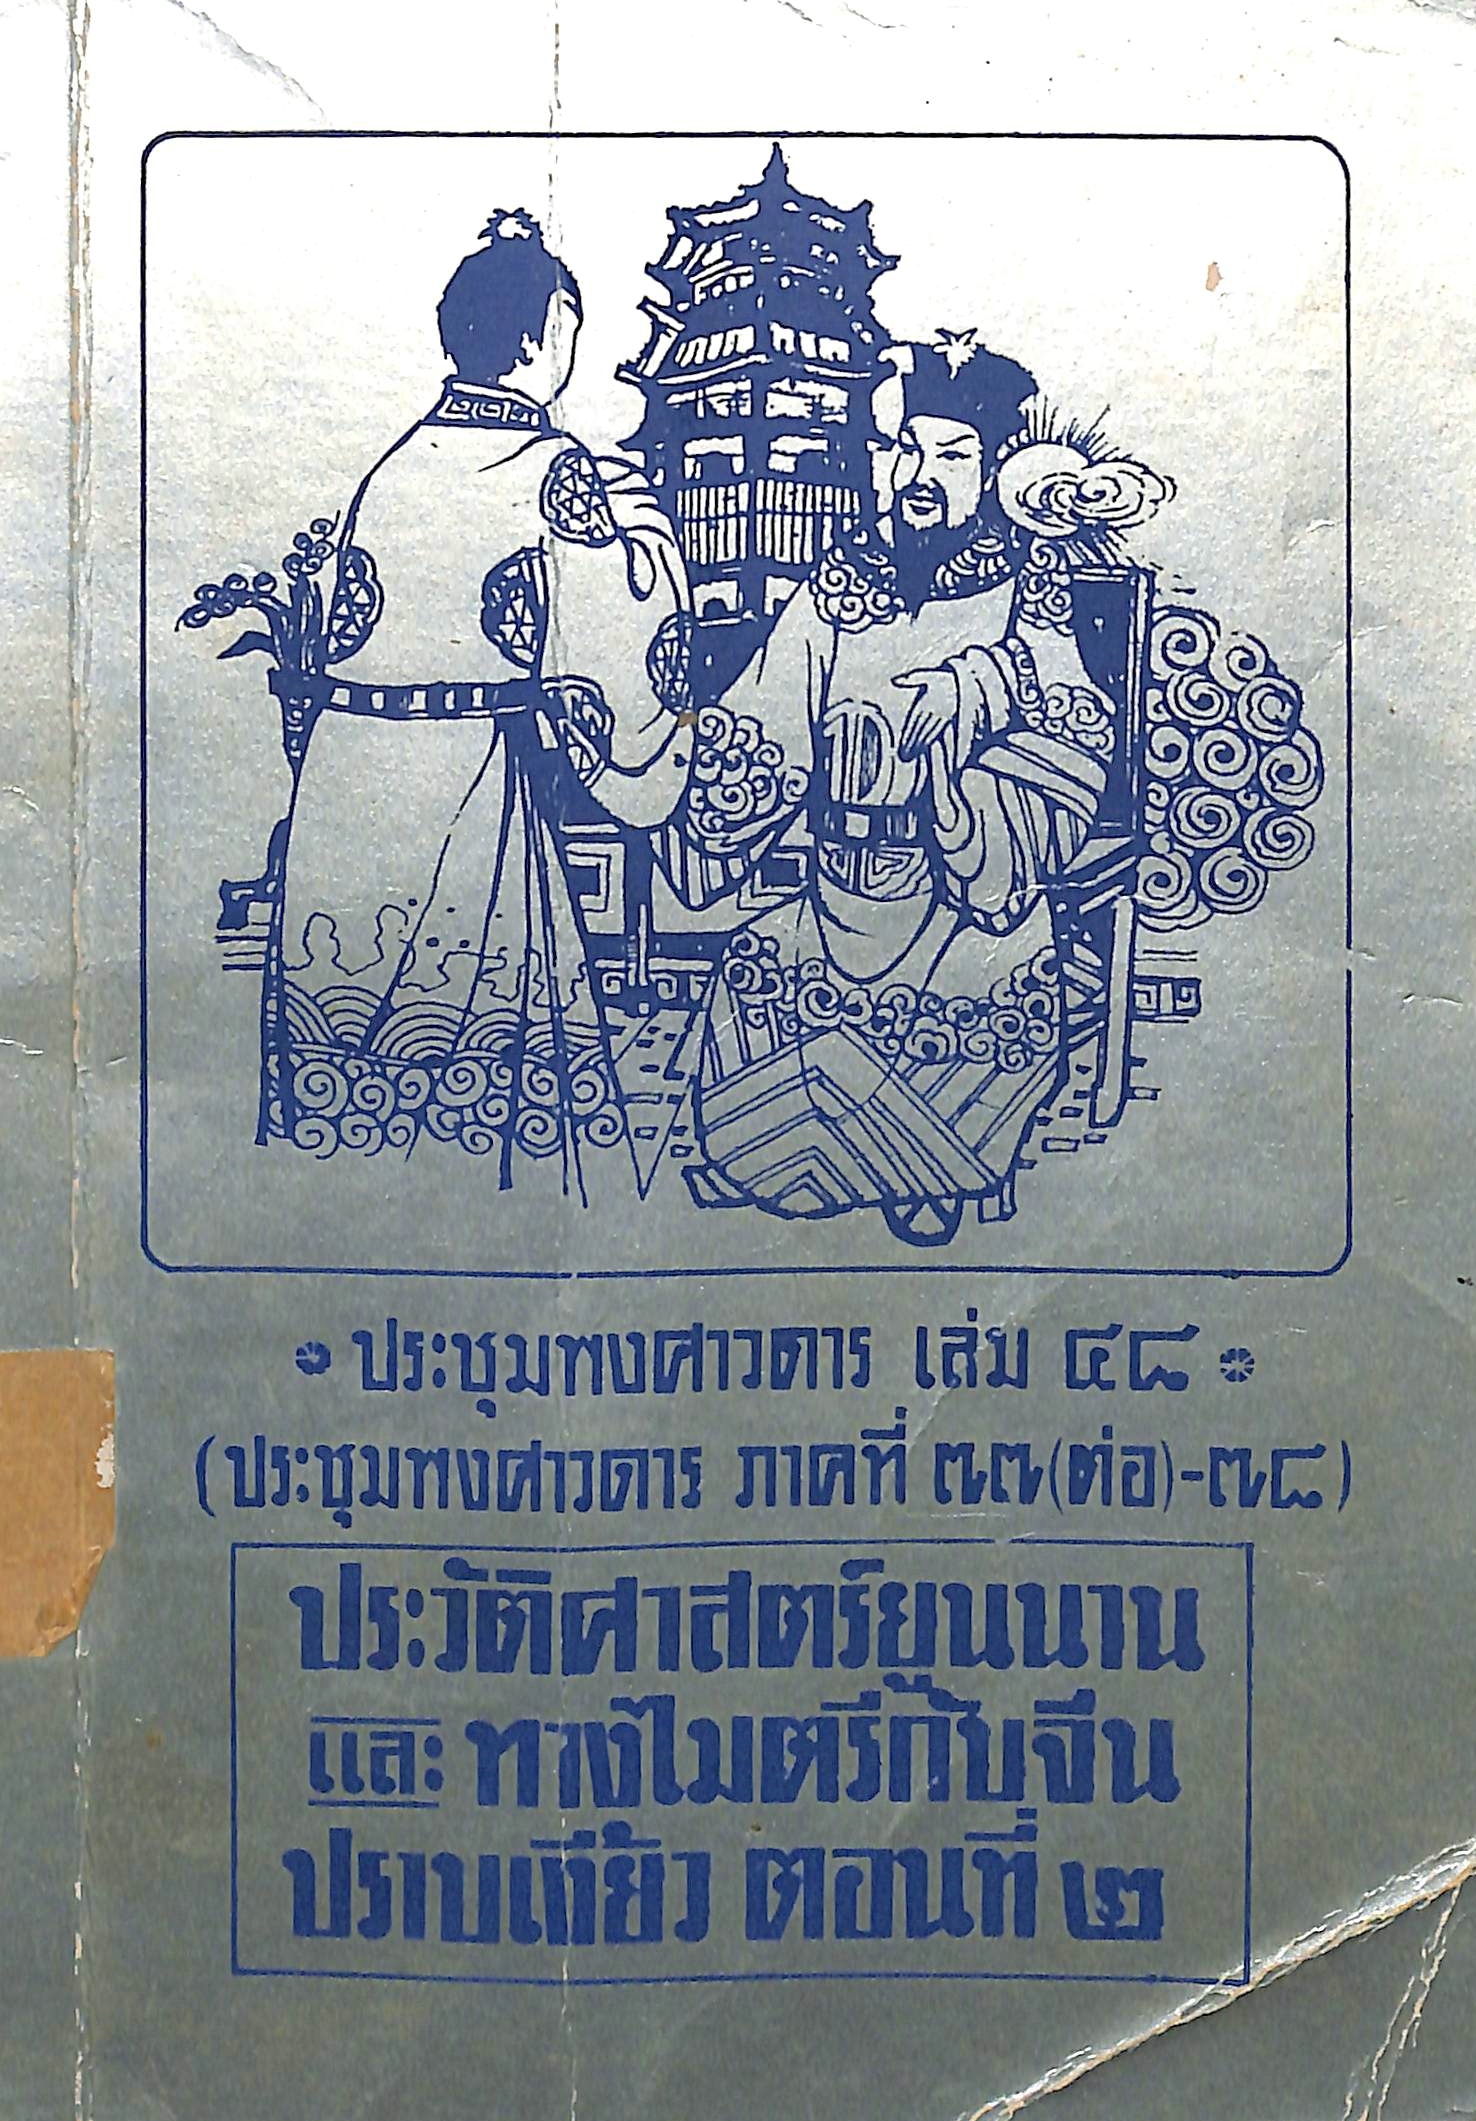 ประชุมพงศาวดาร เล่ม ๔๘
(ประชุมพงศาวดาร ภาคที่ ๗๗(ต่อ)-๗๘)
ประวัติศาสตร์ยูนนาน
และทางไมตรีกับจีน
ปราบเงี้ยว ตอนที่ ๒